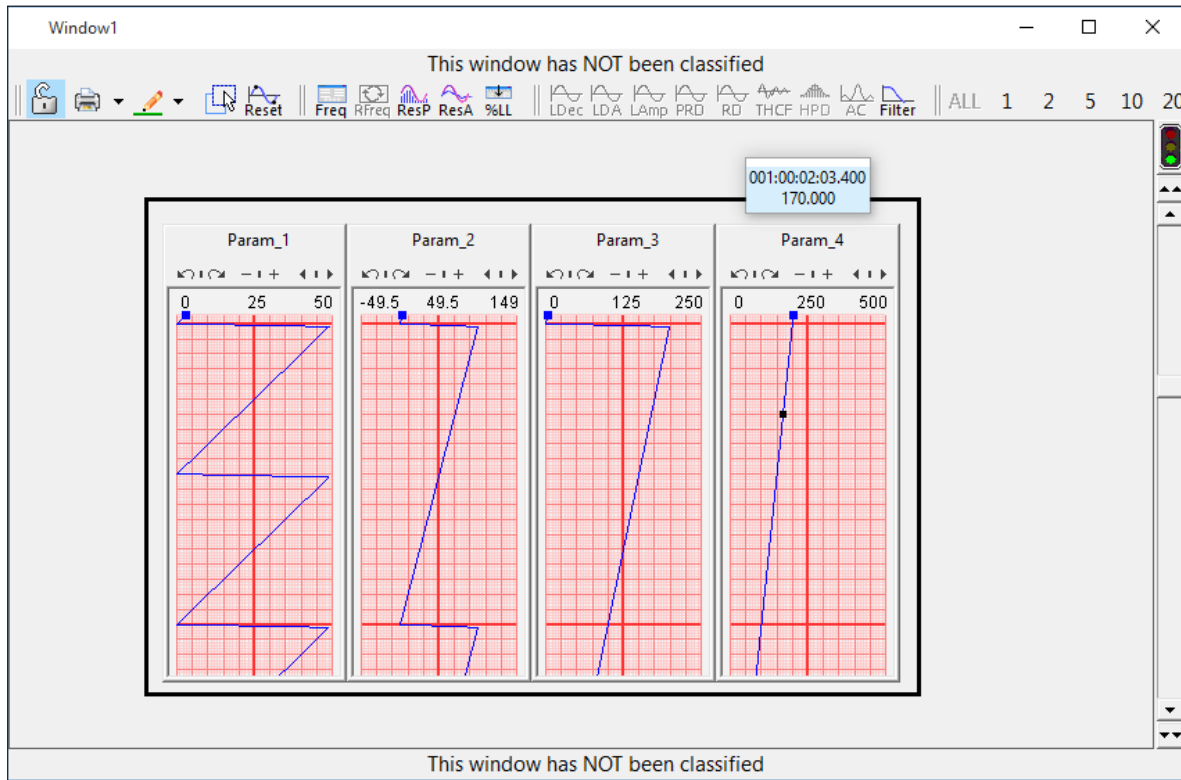 Window1
This window has NOT been classified
Reset Freq RFreq ResP ResA %LL LDec LDA LAmp PRD RD THCF HPD AC Filter ALL 1 2 5 10 20
001:00:02:03.400
170.000
Param_1 Param_2 Param_3 Param_4
0 25 50 -49.5 49.5 149 0 125 250 0 250 500
This window has NOT been classified